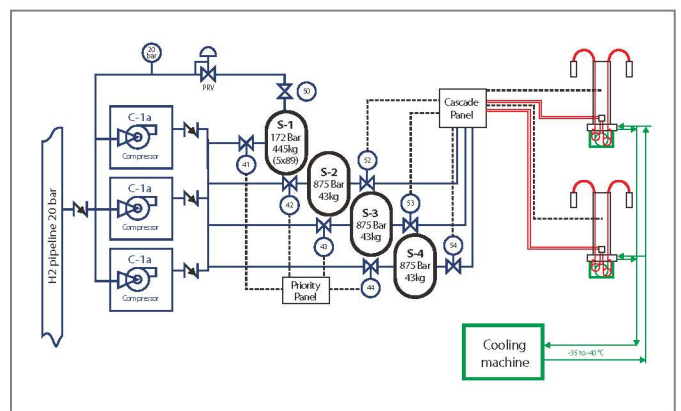 20
bar
PRV
50
C-1a
Compressor
S-1
172 Bar
445kg
(5x89)
Cascade
Panel
41
52
S-2
875 Bar
43kg
42
53
C-1a
Compressor
S-3
875 Bar
43kg
43
54
H2 pipeline 20 bar
C-1a
Compressor
S-4
875 Bar
43kg
Priority
Panel
44
Cooling
machine
-35 to -40°C